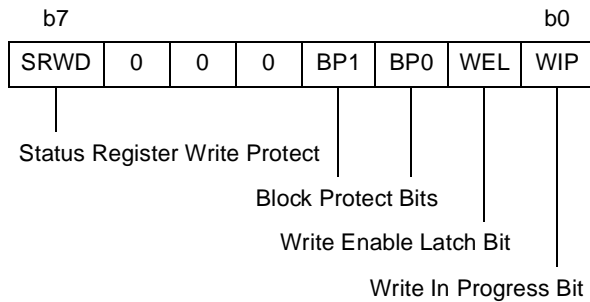 b7 b0
SRWD 0 0 0 BP1 BP0 WEL WIP
Status Register Write Protect
Block Protect Bits
Write Enable Latch Bit
Write In Progress Bit